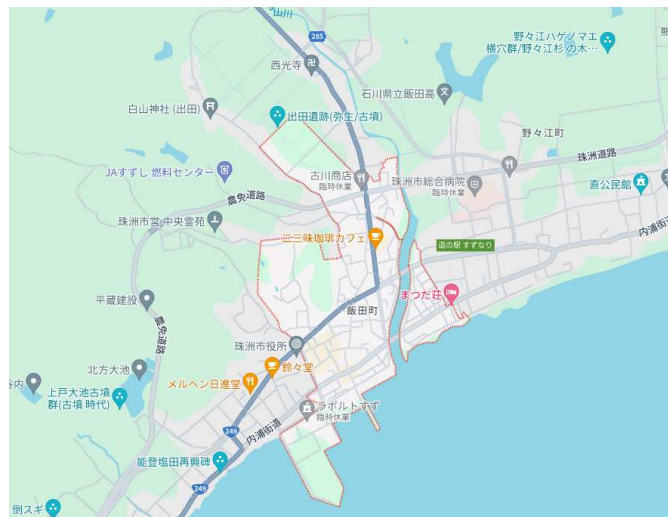 285
野々江ハゲノマエ
横穴群/野々江杉 の木…
西光寺
石川県立飯田高
白山神社 (出田)
出田遺跡(弥生/古墳)
野々江町
珠洲道路
JAすずし 燃料センター
古川商店
臨時休業
珠洲市総合病院
臨時休業
直公民館
農免道路
珠洲市営 中央霊苑
内浦街道
二三味珈琲カフェ
道の駅 すずなり
まつだ荘
平蔵建設
飯田町
農免道路
珠洲市役所
北方大池
鈴々堂
メルヘン日進堂
谷内
上戸大池古墳
群(古墳 時代)
ラポルトすず
臨時休業
249
内浦街道
能登塩田再興碑
249
倒スギ